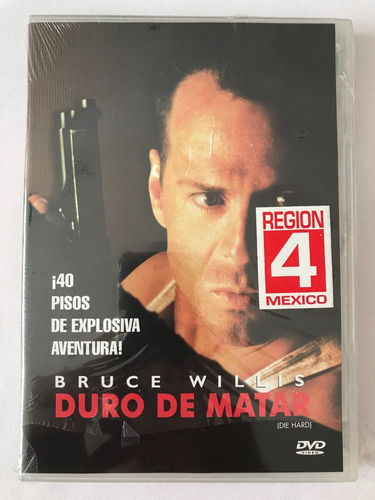 REGION
4
MEXICO
¡40
PISOS
DE EXPLOSIVA
AVENTURA!
BRUCE WILLIS
DURO DE MATAR
(DIE HARD)
DVD
VIDEO